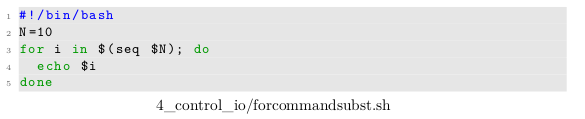 1 #!/bin/bash
2 N=10
3 for i in $(seq $N); do
4   echo $i
5 done
4_control_io/forcommandsubst.sh